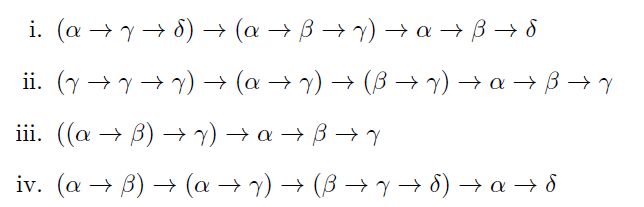 i. (α → γ → δ) → (α → β → γ) → α → β → δ
ii. (γ → γ → γ) → (α → γ) → (β → γ) → α → β → γ
iii. ((α → β) → γ) → α → β → γ
iv. (α → β) → (α → γ) → (β → γ → δ) → α → δ